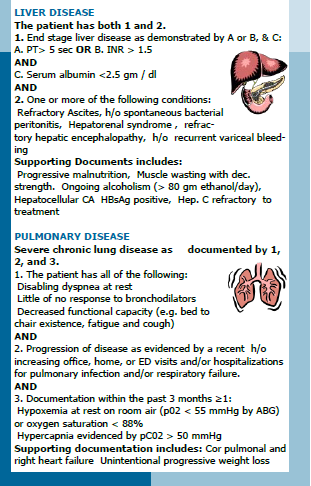 LIVER DISEASE
The patient has both 1 and 2.
1. End stage liver disease as demonstrated by A or B, & C:
A. PT> 5 sec OR B. INR > 1.5
AND
C. Serum albumin <2.5 gm / dl
AND
2. One or more of the following conditions:
Refractory Ascites, h/o spontaneous bacterial
peritonitis, Hepatorenal syndrome , refrac-
tory hepatic encephalopathy, h/o recurrent variceal bleed-
ing
Supporting Documents includes:
Progressive malnutrition, Muscle wasting with dec.
strength. Ongoing alcoholism (> 80 gm ethanol/day),
Hepatocellular CA HBsAg positive, Hep. C refractory to
treatment
PULMONARY DISEASE
Severe chronic lung disease as documented by 1,
2, and 3.
1. The patient has all of the following:
Disabling dyspnea at rest
Little of no response to bronchodilators
Decreased functional capacity (e.g. bed to
chair existence, fatigue and cough)
AND
2. Progression of disease as evidenced by a recent h/o
increasing office, home, or ED visits and/or hospitalizations
for pulmonary infection and/or respiratory failure.
AND
3. Documentation within the past 3 months ≥1:
Hypoxemia at rest on room air (p02 < 55 mmHg by ABG)
or oxygen saturation < 88%
Hypercapnia evidenced by pC02 > 50 mmHg
Supporting documentation includes: Cor pulmonal and
right heart failure Unintentional progressive weight loss